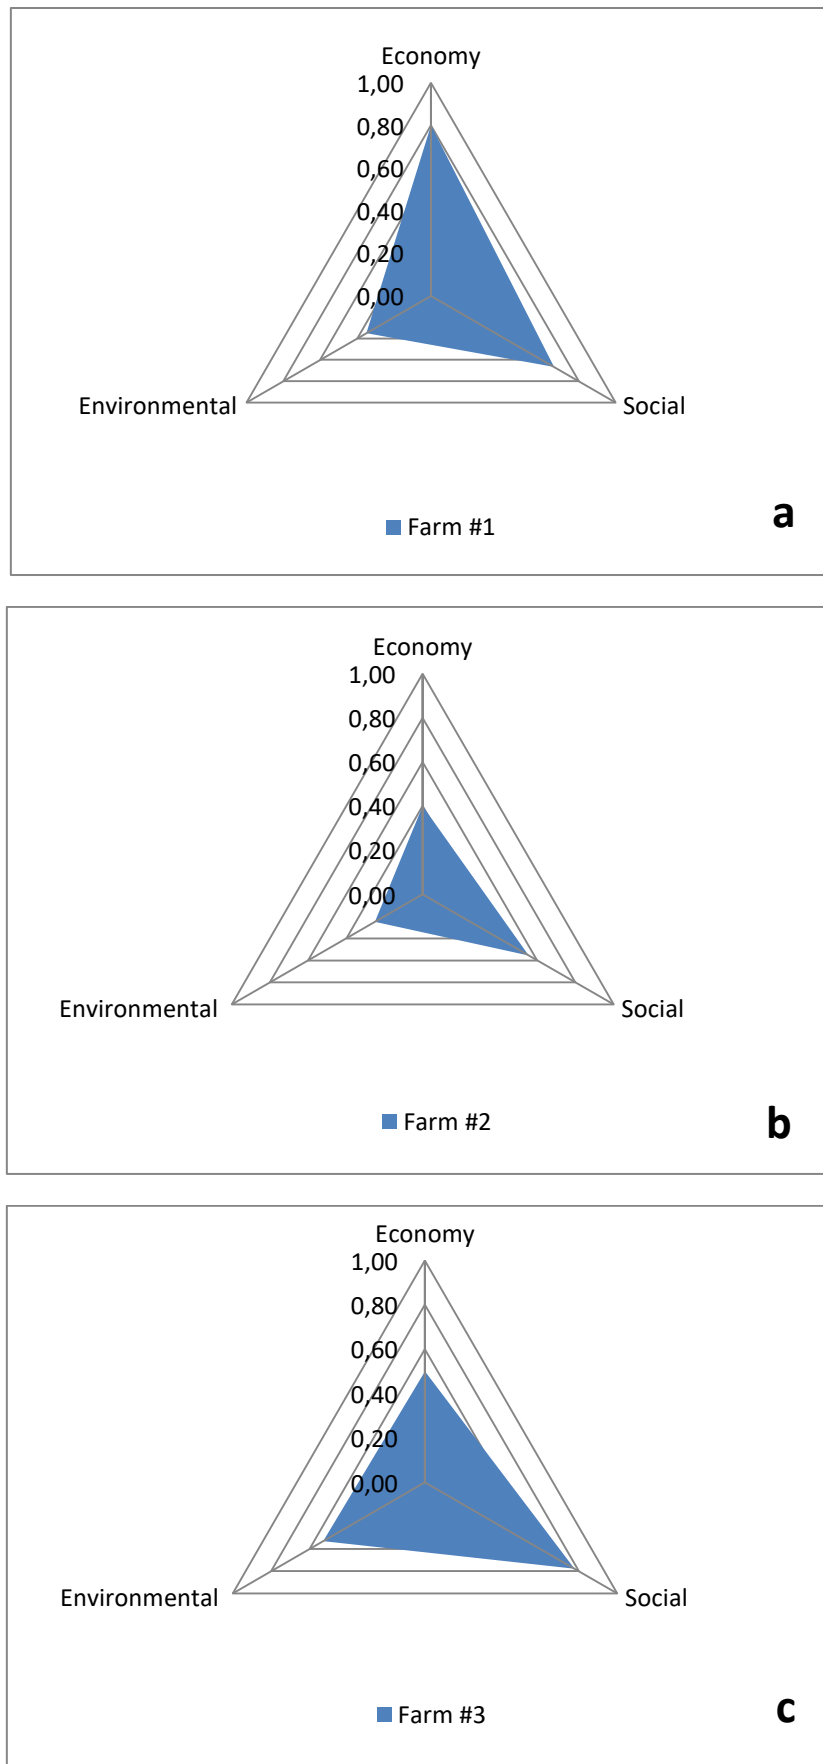 Economy
1,00
0,80
0,60
0,40
0,20
0,00
Environmental
Social
Farm #1
a
Economy
1,00
0,80
0,60
0,40
0,20
0,00
Environmental
Social
Farm #2
b
Economy
1,00
0,80
0,60
0,40
0,20
0,00
Environmental
Social
Farm #3
c